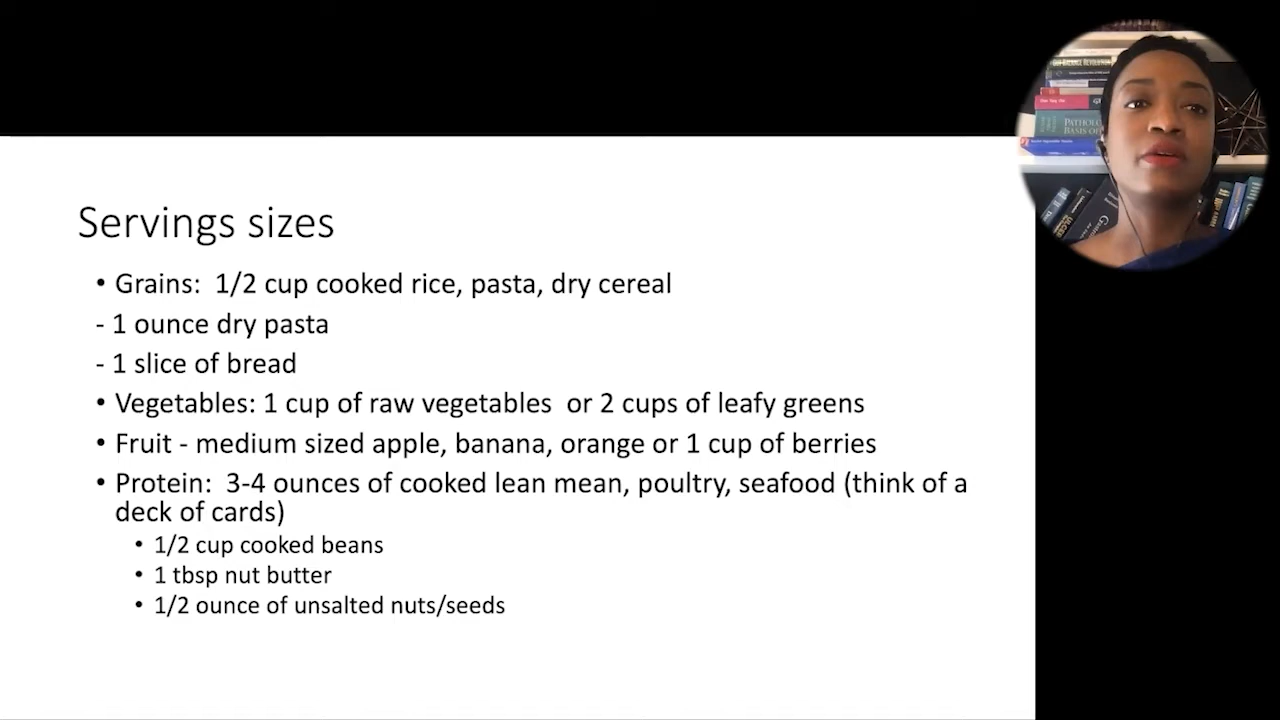 Servings sizes
• Grains:  1/2 cup cooked rice, pasta, dry cereal
- 1 ounce dry pasta
- 1 slice of bread
• Vegetables: 1 cup of raw vegetables  or 2 cups of leafy greens
• Fruit - medium sized apple, banana, orange or 1 cup of berries
• Protein:  3-4 ounces of cooked lean mean, poultry, seafood (think of a
deck of cards)
• 1/2 cup cooked beans
• 1 tbsp nut butter
• 1/2 ounce of unsalted nuts/seeds
PATHOLO
BASIS OF